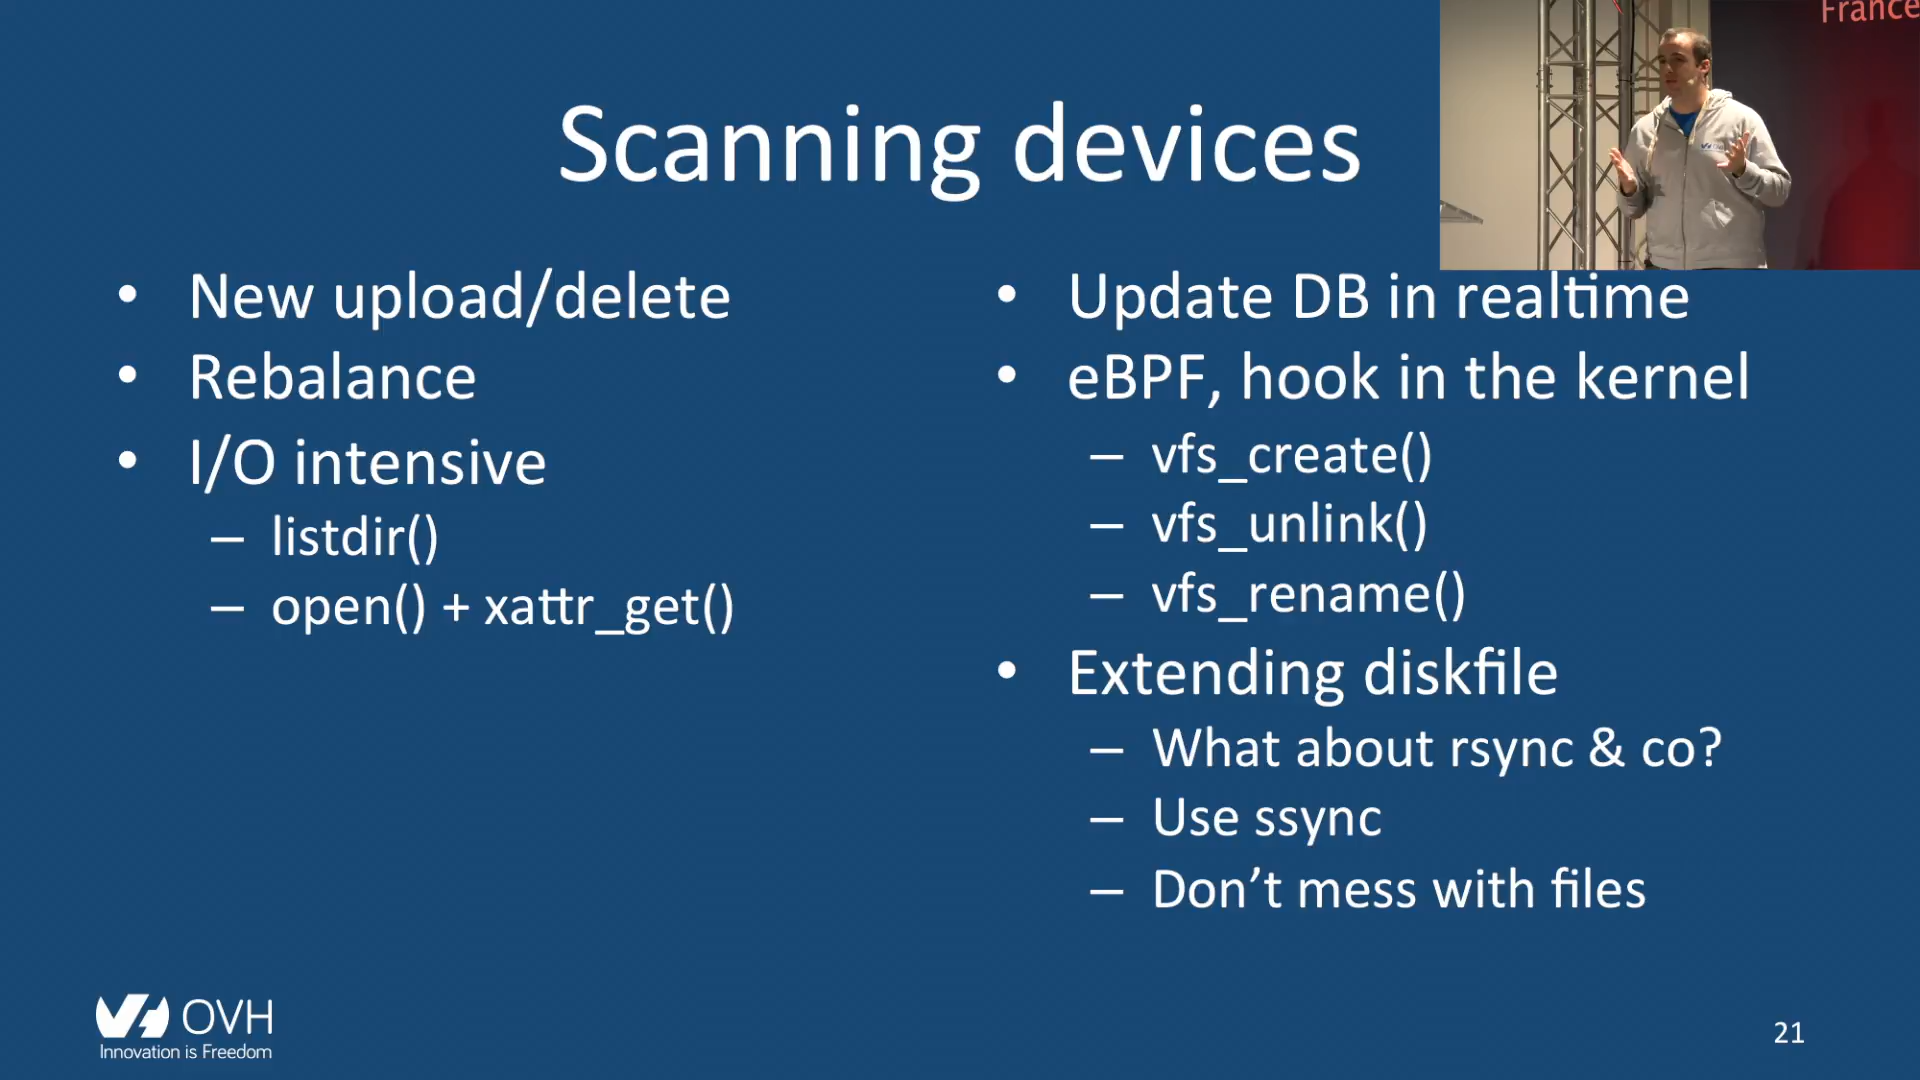 France
Scanning devices
• New upload/delete
• Rebalance
• I/O intensive
– listdir()
– open() + xattr_get()
• Update DB in realtime
• eBPF, hook in the kernel
– vfs_create()
– vfs_unlink()
– vfs_rename()
• Extending diskfile
– What about rsync & co?
– Use ssync
– Don’t mess with files
OVH
Innovation is Freedom
21